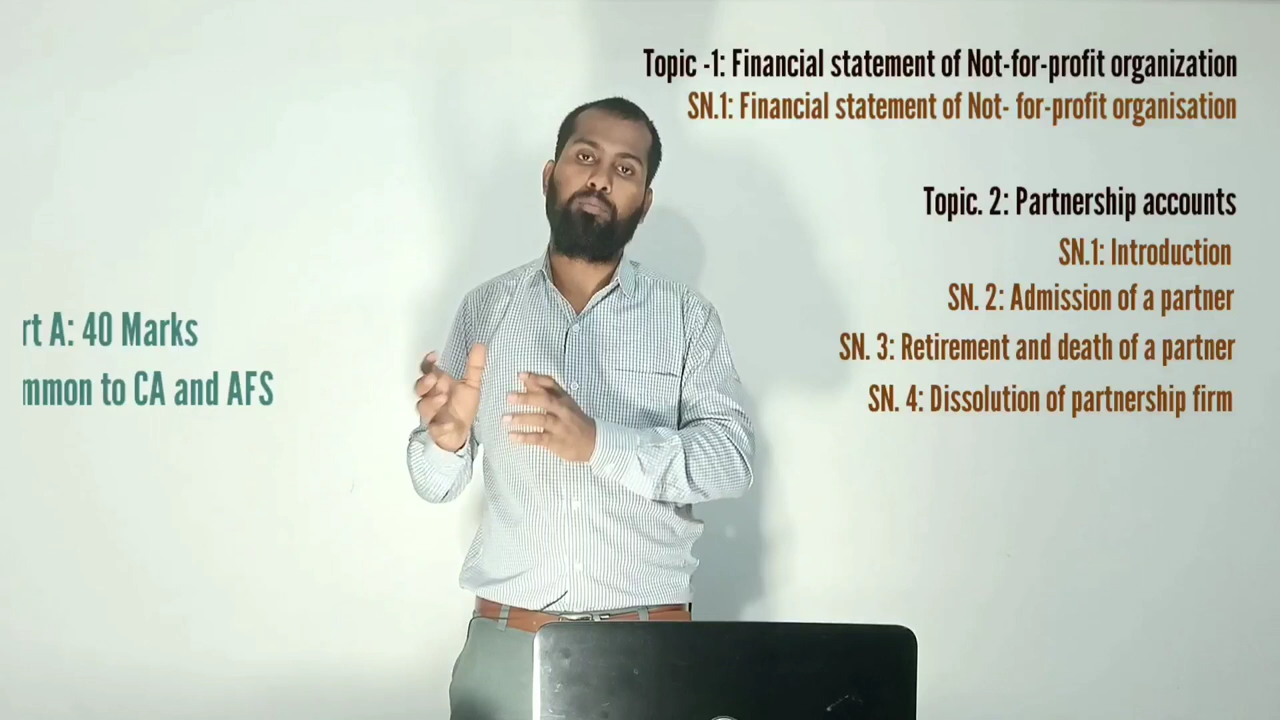 Topic -1: Financial statement of Not-for-profit organization
SN.1: Financial statement of Not- for-profit organisation
Topic. 2: Partnership accounts
SN.1: Introduction
SN. 2: Admission of a partner
SN. 3: Retirement and death of a partner
SN. 4: Dissolution of partnership firm
rt A: 40 Marks
mmon to CA and AFS